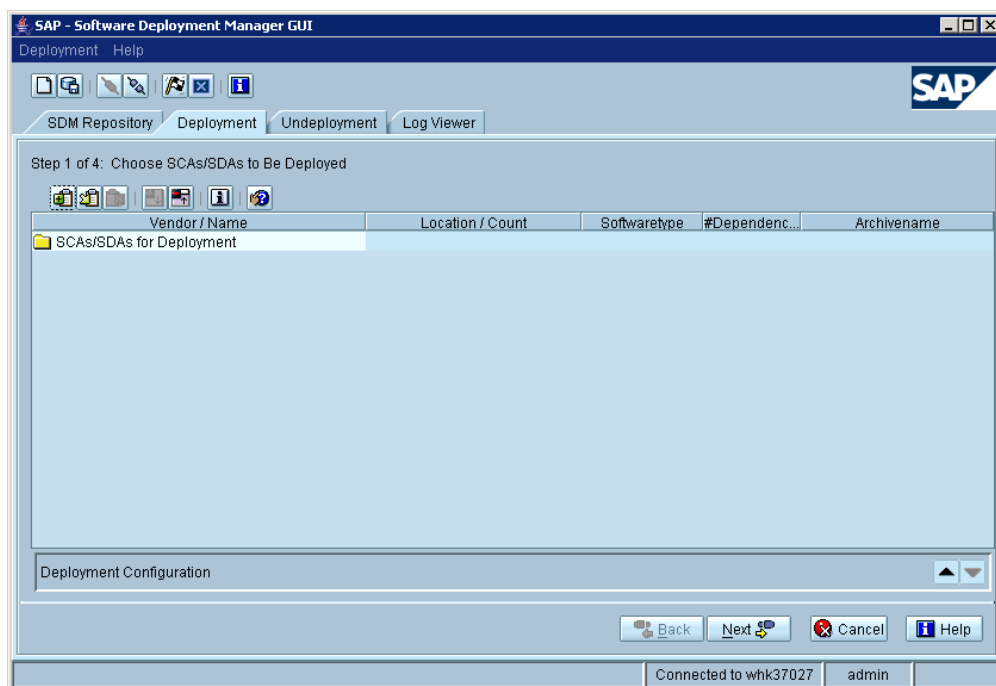 SAP - Software Deployment Manager GUI
Deployment Help
SAP
SDM Repository Deployment Undeployment Log Viewer
Step 1 of 4: Choose SCAs/SDAs to Be Deployed
Vendor / Name Location / Count Softwaretype #Dependenc... Archivename
SCAs/SDAs for Deployment
Deployment Configuration
Back Next Cancel Help
Connected to whk37027 admin